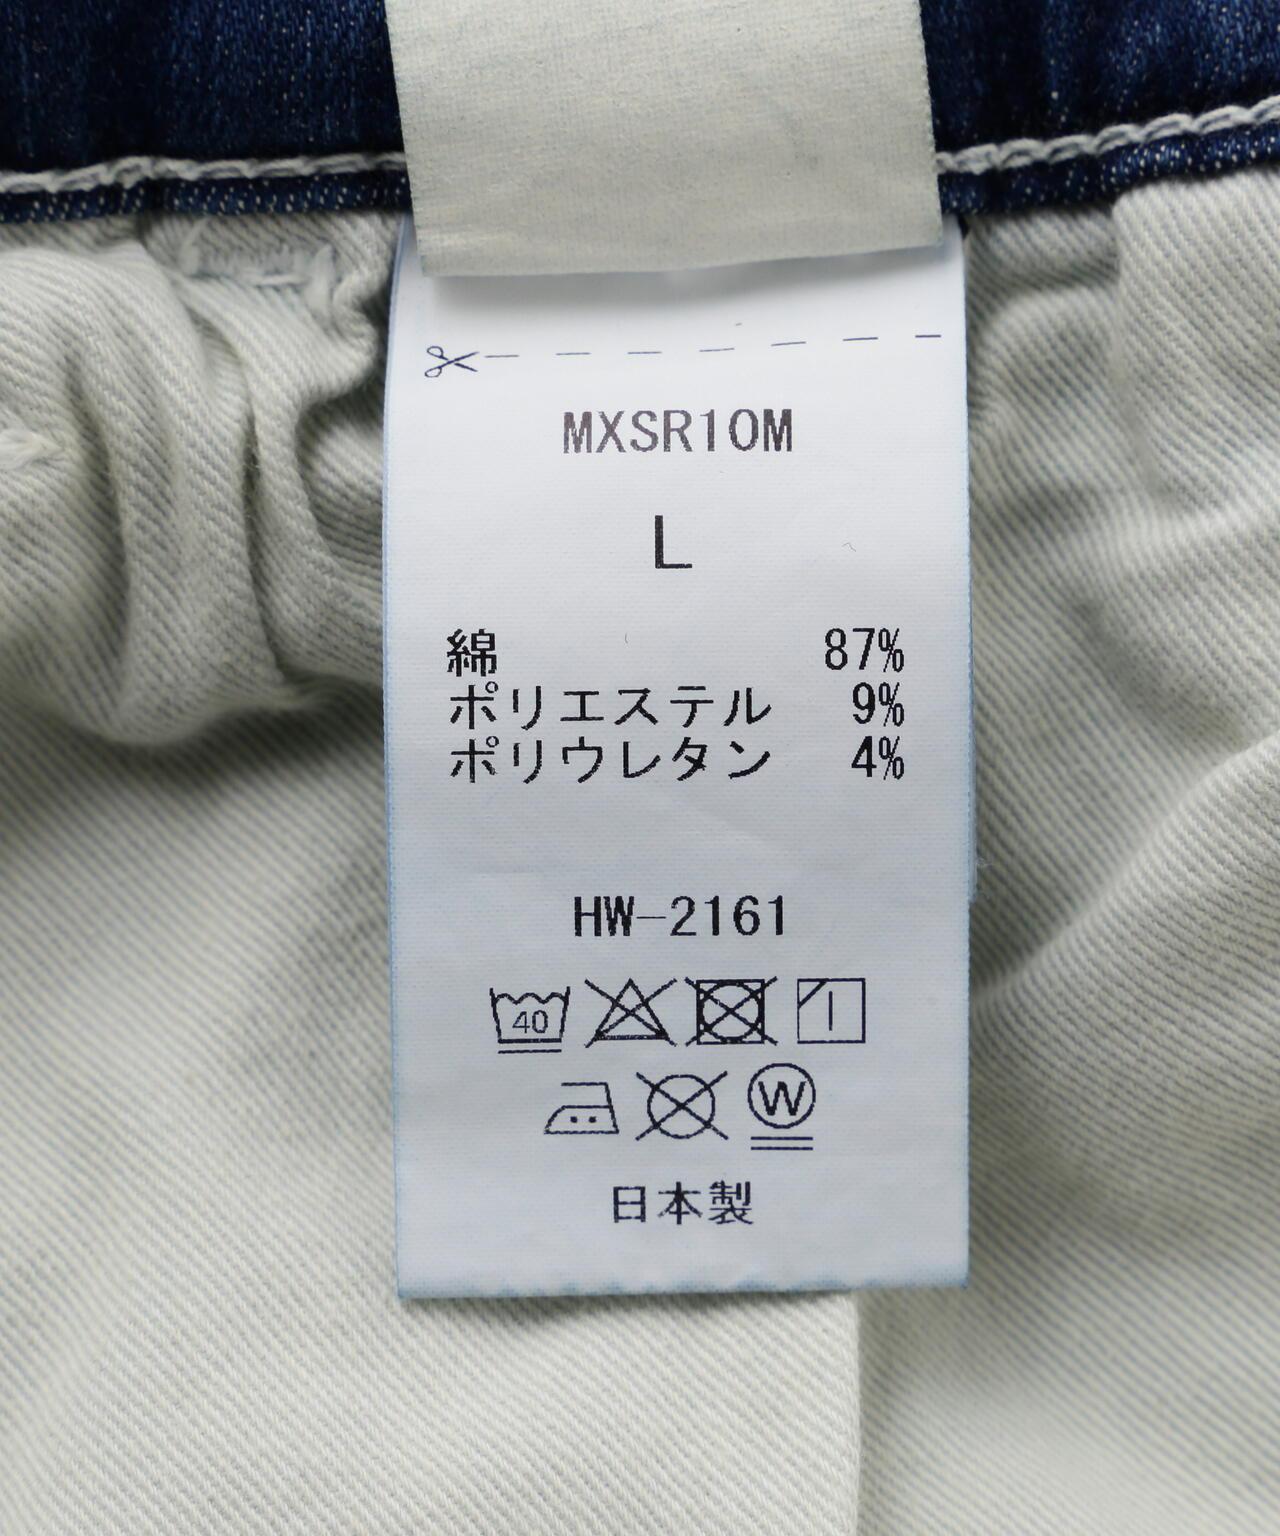 MXSR10M
L
綿 87%
ポリエステル 9%
ポリウレタン 4%
HW-2161
40
W
日本製